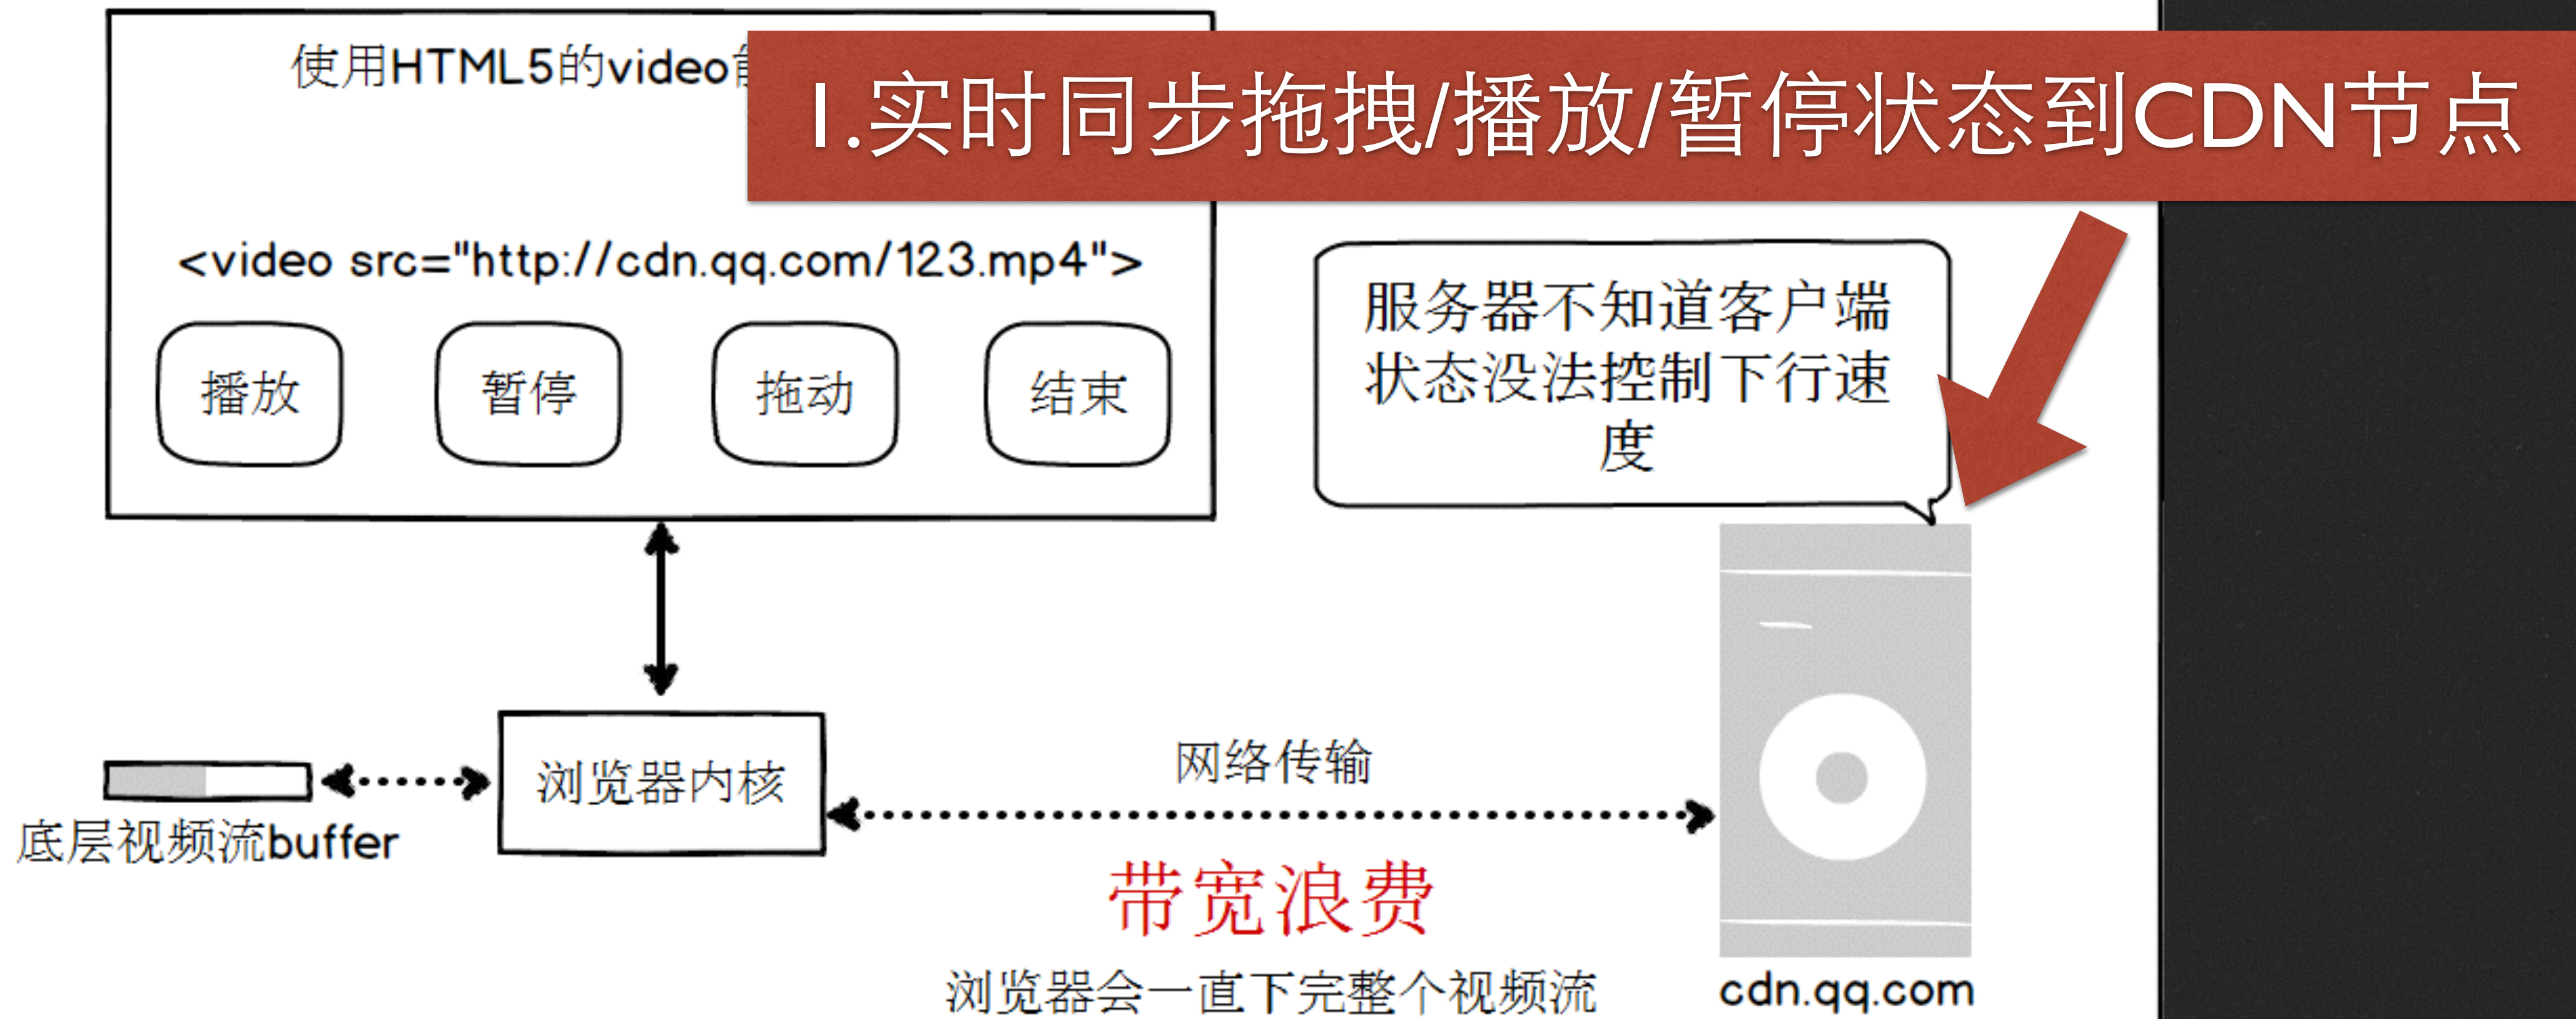 使用HTML5的video
1.实时同步拖拽/播放/暂停状态到CDN节点
<video src="http://cdn.qq.com/123.mp4">
播放
暂停
拖动
结束
服务器不知道客户端
状态没法控制下行速
度
浏览器内核
底层视频流buffer
网络传输
带宽浪费
浏览器会一直下完整个视频流
cdn.qq.com